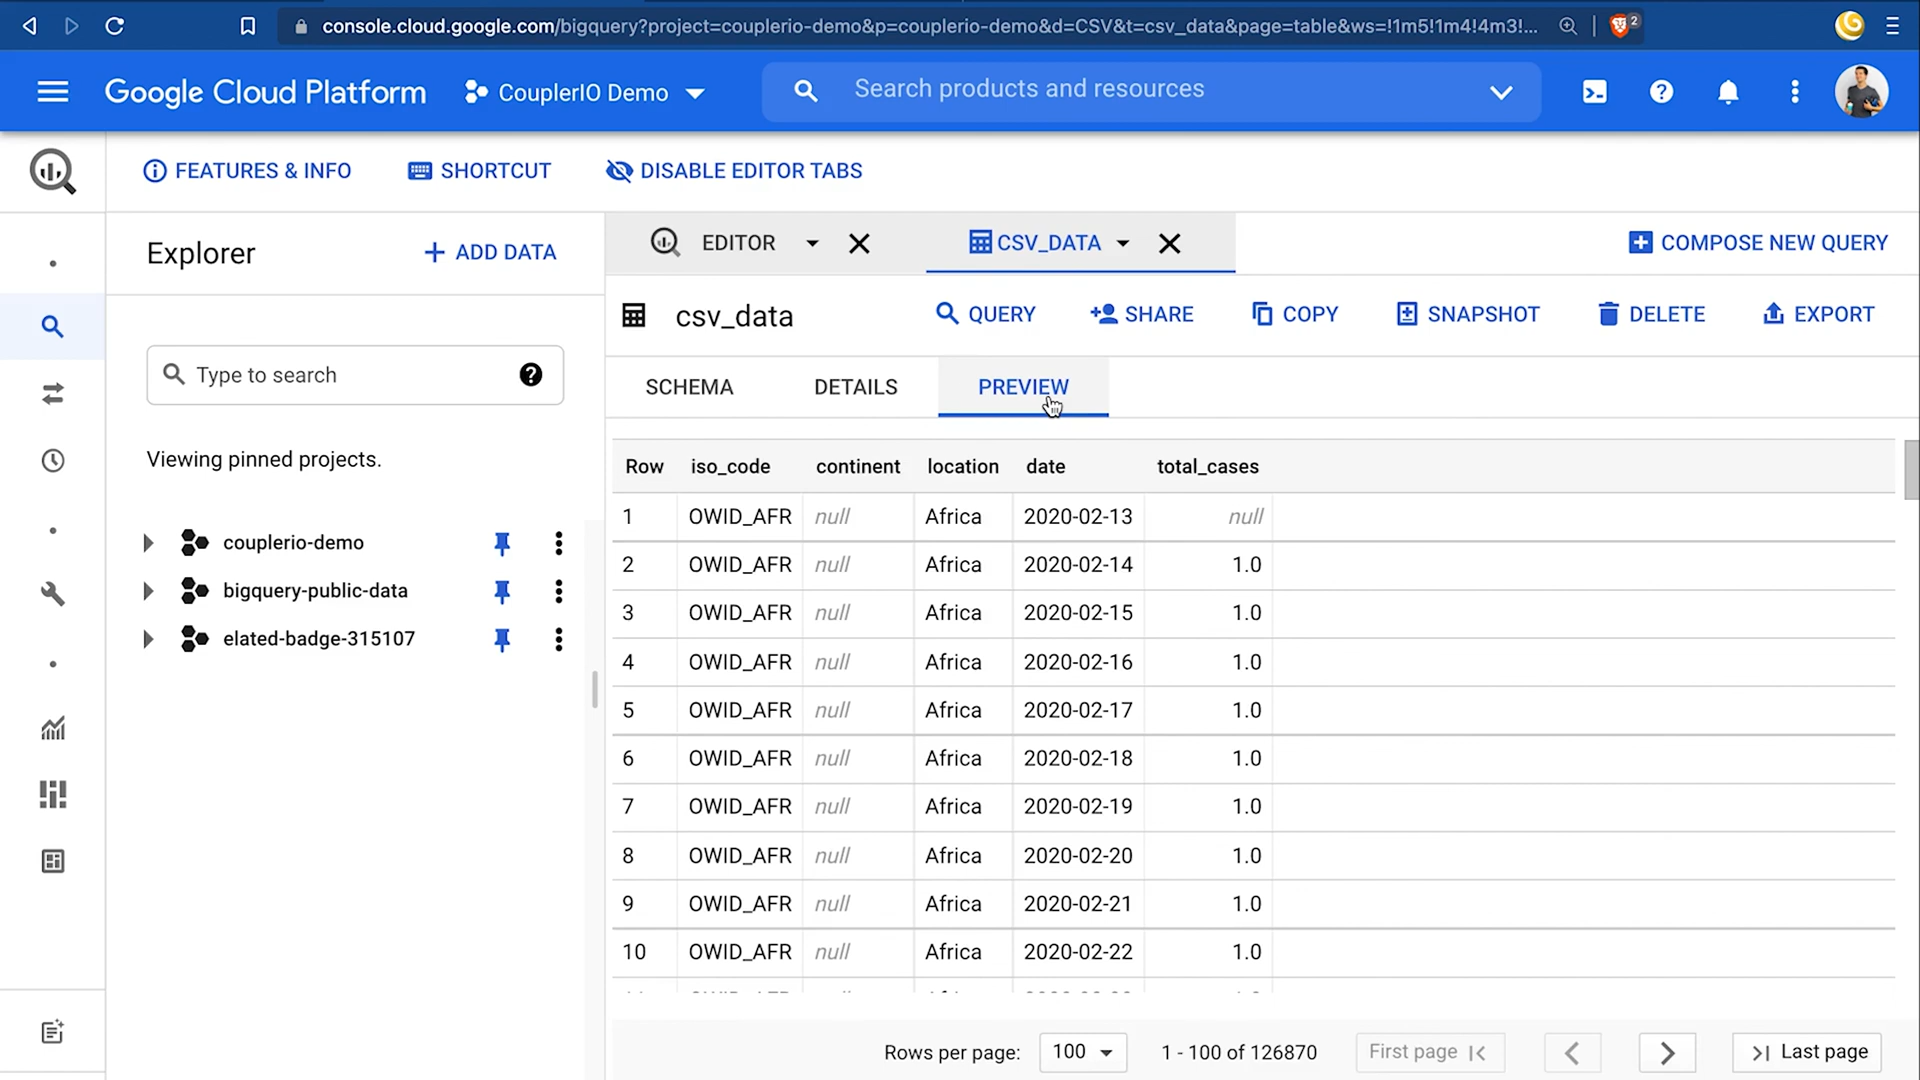 console.cloud.google.com/bigquery?project=couplerio-demo&p=couplerio-demo&d=CSV&t=csv_data&page=table&ws=!1m5!1m4!4m3!...
2
Google Cloud Platform
CouplerIO Demo
Search products and resources
FEATURES & INFO
SHORTCUT
DISABLE EDITOR TABS
Explorer
+ ADD DATA
EDITOR
CSV_DATA
COMPOSE NEW QUERY
csv_data
QUERY
SHARE
COPY
SNAPSHOT
DELETE
EXPORT
Type to search
SCHEMA
DETAILS
PREVIEW
Viewing pinned projects.
couplerio-demo
bigquery-public-data
elated-badge-315107
Row iso_code continent location date total_cases
1 OWID_AFR null Africa 2020-02-13 null
2 OWID_AFR null Africa 2020-02-14 1.0
3 OWID_AFR null Africa 2020-02-15 1.0
4 OWID_AFR null Africa 2020-02-16 1.0
5 OWID_AFR null Africa 2020-02-17 1.0
6 OWID_AFR null Africa 2020-02-18 1.0
7 OWID_AFR null Africa 2020-02-19 1.0
8 OWID_AFR null Africa 2020-02-20 1.0
9 OWID_AFR null Africa 2020-02-21 1.0
10 OWID_AFR null Africa 2020-02-22 1.0
Rows per page: 100 1 - 100 of 126870 First page Last page